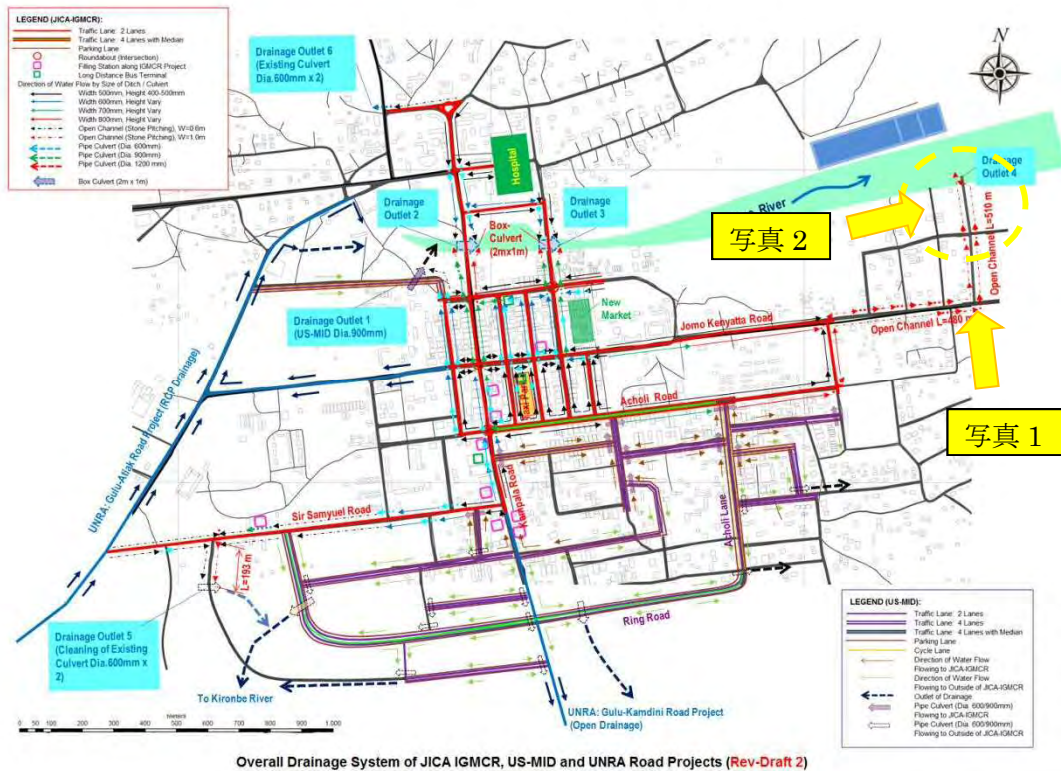 LEGEND (JICA-IGMCR):
Traffic Lane: 2 Lanes
Traffic Lane: 4 Lanes with Median
Parking Lane
Roundabout (Intersection)
Filling Station along IGMCR Project
Long Distance Bus Terminal
Direction of Water Flow by Size of Ditch / Culvert
Width 500mm, Height 400-500mm
Width 600mm, Height Vary
Width 700mm, Height Vary
Width 800mm, Height Vary
Open Channel (Stone Pitching), W=0.6m
Open Channel (Stone Pitching), W=1.0m
Pipe Culvert (Dia. 600mm)
Pipe Culvert (Dia. 900mm)
Pipe Culvert (Dia. 1200 mm)
Box Culvert (2m x 1m)
Drainage Outlet 6
(Existing Culvert
Dia.600mm x 2)
N
Hospital
Drainage
Outlet 4
Drainage
Outlet 2
Drainage
Outlet 3
River
写真 2
Box-
Culvert
(2mx1m)
Open Channel L=510 m
Drainage Outlet 1
(US-MID Dia.900mm)
New
Market
Jomo Kenyatta Road
Open Channel L=460 m
UNRA: Gulu-Atiak Road Project (RCP Drainage)
Acholi Road
写真 1
Kampala Road
Sir Samyuel Road
Acholi Lane
L=193 m
Ring Road
Drainage Outlet 5
(Cleaning of Existing
Culvert Dia.600mm x
2)
To Kironbe River
UNRA: Gulu-Kamdini Road Project
(Open Drainage)
LEGEND (US-MID):
Traffic Lane: 2 Lanes
Traffic Lane: 4 Lanes
Traffic Lane: 4 Lanes with Median
Parking Lane
Cycle Lane
Direction of Water Flow
Flowing to JICA-IGMCR
Direction of Water Flow
Flowing to Outside of JICA-IGMCR
Outlet of Drainage
Pipe Culvert (Dia. 600/900mm)
Flowing to JICA-IGMCR
Pipe Culvert (Dia. 600/900mm)
Flowing to Outside of JICA-IGMCR
0 50 100 200 300 400 500 600 700 800 900 1.000
Meters
Overall Drainage System of JICA IGMCR, US-MID and UNRA Road Projects (Rev-Draft 2)